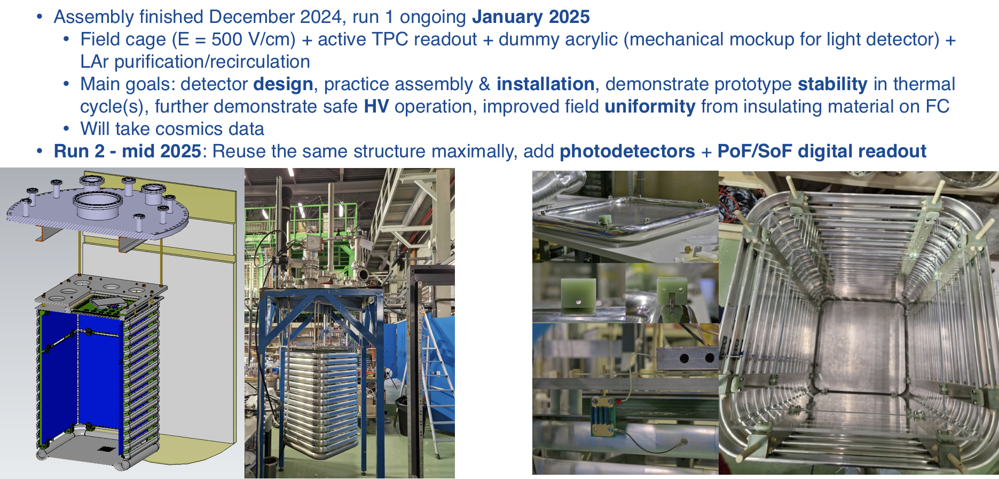 • Assembly finished December 2024, run 1 ongoing January 2025
• Field cage (E = 500 V/cm) + active TPC readout + dummy acrylic (mechanical mockup for light detector) +
LAr purification/recirculation
• Main goals: detector design, practice assembly & installation, demonstrate prototype stability in thermal
cycle(s), further demonstrate safe HV operation, improved field uniformity from insulating material on FC
• Will take cosmics data
• Run 2 - mid 2025: Reuse the same structure maximally, add photodetectors + PoF/SoF digital readout